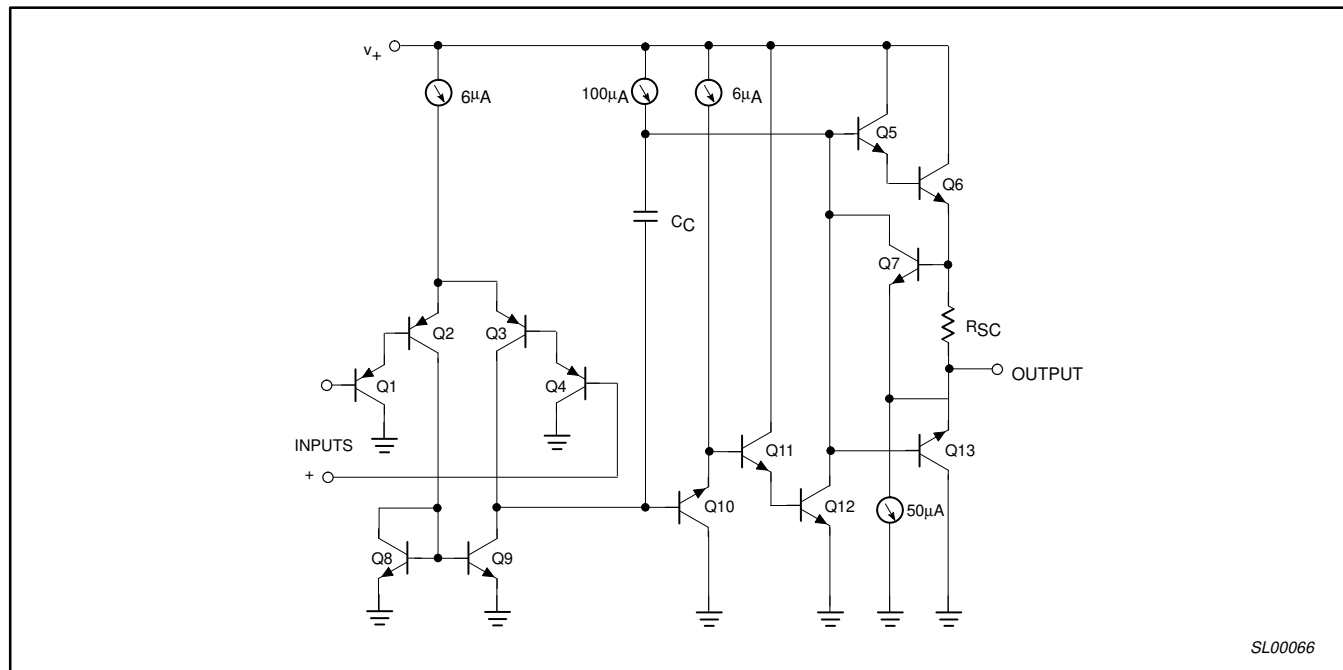 V+
6µA
100µA
6µA
Q5
Q6
CC
Q7
Q2
Q3
RSC
Q1
Q4
OUTPUT
INPUTS
Q11
Q13
+
Q10
Q12
50µA
Q8
Q9
SL00066